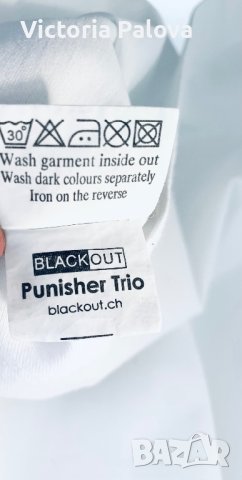 Victoria Palova
30°
Wash garment inside out
Wash dark colours separately
Iron on the reverse
BLACKOUT
Punisher Trio
blackout.ch
BAZAR